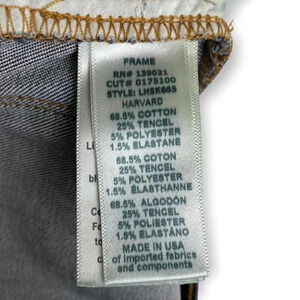 FRAME
RN# 139031
CUT# 0178100
STYLE: LHSK665
HARVARD
68.5% COTTON
25% TENCEL
5% POLYESTER
1.5% ELASTANE
68.5% COTON
25% TENCEL
5% POLYESTER
1.5% ÉLASTHANNE
68.5% ALGODÓN
25% TENCEL
5% POLIESTER
1.5% ELASTÁNO
MADE IN USA
of imported fabrics
and components